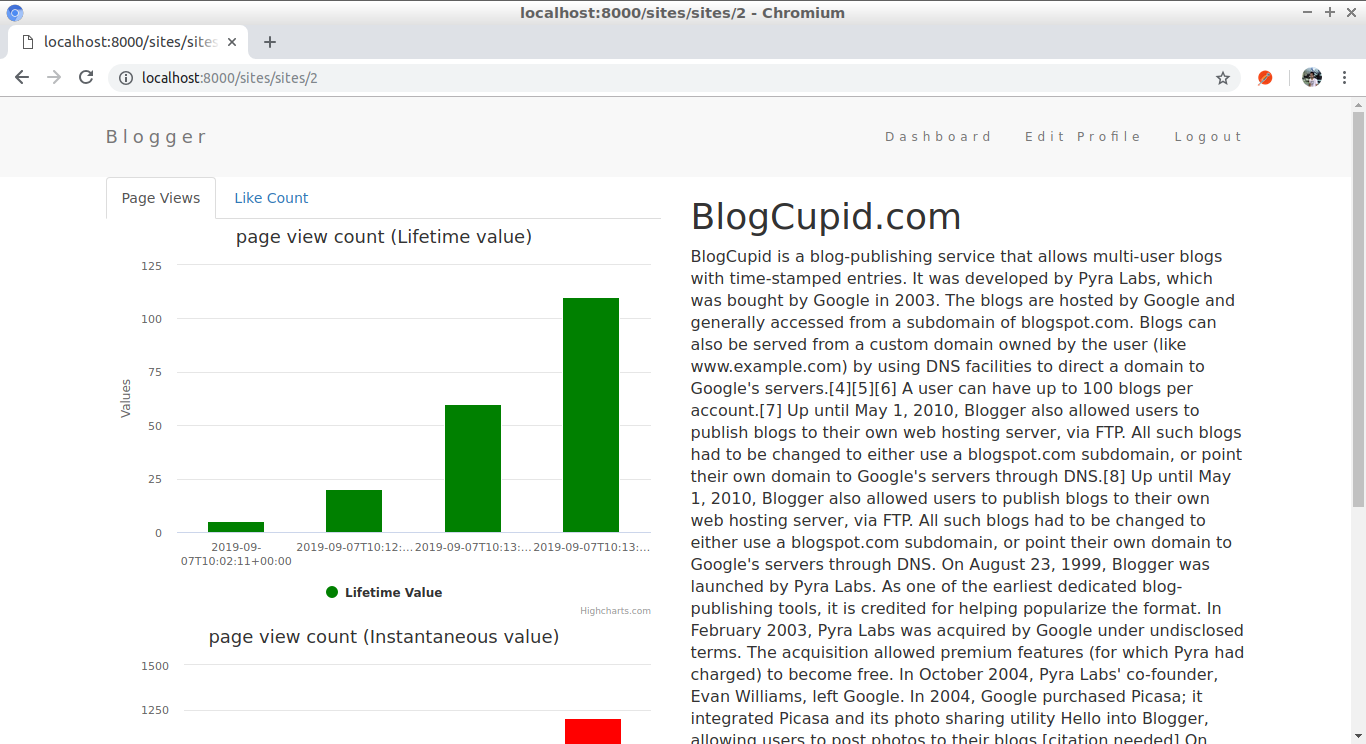 localhost:8000/sites/sites/2 - Chromium
localhost:8000/sites/sites
localhost:8000/sites/sites/2
Blogger
Dashboard Edit Profile Logout
Page Views Like Count
page view count (Lifetime value)
125
100
75
50
25
0
Values
2019-09-07T10:02:11+00:00
2019-09-07T10:12:...
2019-09-07T10:13:...
2019-09-07T10:13:...
Lifetime Value
Highcharts.com
page view count (Instantaneous value)
1500
1250
BlogCupid.com
BlogCupid is a blog-publishing service that allows multi-user blogs
with time-stamped entries. It was developed by Pyra Labs, which
was bought by Google in 2003. The blogs are hosted by Google and
generally accessed from a subdomain of blogspot.com. Blogs can
also be served from a custom domain owned by the user (like
www.example.com) by using DNS facilities to direct a domain to
Google's servers.[4][5][6] A user can have up to 100 blogs per
account.[7] Up until May 1, 2010, Blogger also allowed users to
publish blogs to their own web hosting server, via FTP. All such blogs
had to be changed to either use a blogspot.com subdomain, or point
their own domain to Google's servers through DNS.[8] Up until May
1, 2010, Blogger also allowed users to publish blogs to their own
web hosting server, via FTP. All such blogs had to be changed to
either use a blogspot.com subdomain, or point their own domain to
Google's servers through DNS. On August 23, 1999, Blogger was
launched by Pyra Labs. As one of the earliest dedicated blog-
publishing tools, it is credited for helping popularize the format. In
February 2003, Pyra Labs was acquired by Google under undisclosed
terms. The acquisition allowed premium features (for which Pyra had
charged) to become free. In October 2004, Pyra Labs' co-founder,
Evan Williams, left Google. In 2004, Google purchased Picasa; it
integrated Picasa and its photo sharing utility Hello into Blogger,
allowing users to post photos to their blogs.[citation needed] On